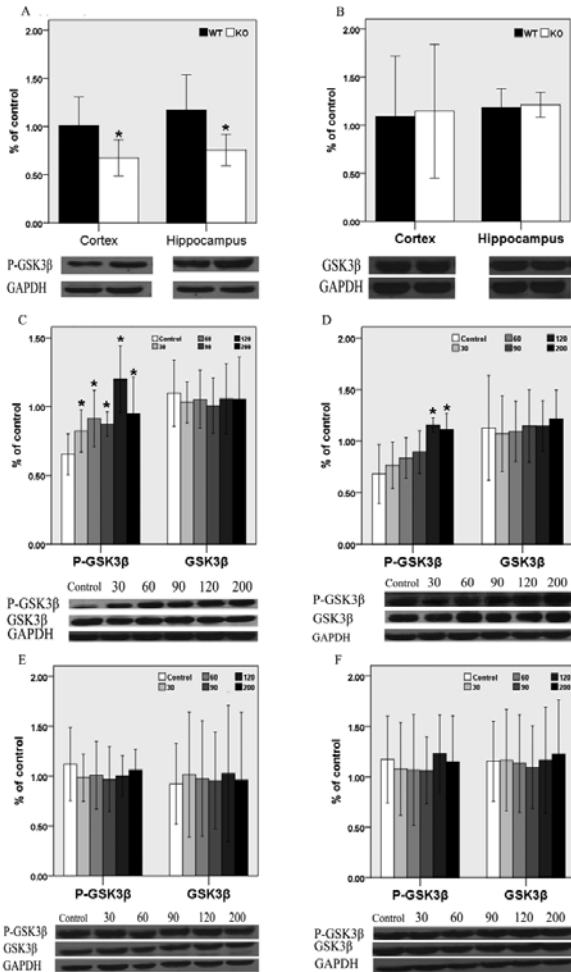 A
WT KO
% of control
1.50
1.00
0.50
0.00
* *
Cortex Hippocampus
P-GSK3β
GAPDH
B
WT KO
% of control
2.00
1.50
1.00
0.50
0.00
Cortex Hippocampus
GSK3β
GAPDH
C
Control 60 120
30 90 200
% of control
1.50
1.00
0.50
0.00
* * * * *
P-GSK3β GSK3β
Control 30 60 90 120 200
P-GSK3β
GSK3β
GAPDH
D
Control 60 120
30 90 200
% of control
2.00
1.50
1.00
0.50
0.00
* *
P-GSK3β GSK3β
Control 30 60 90 120 200
P-GSK3β
GSK3β
GAPDH
E
Control 60 120
30 90 200
% of control
2.00
1.50
1.00
0.50
0.00
P-GSK3β GSK3β
Control 30 60 90 120 200
P-GSK3β
GSK3β
GAPDH
F
Control 60 120
30 90 200
% of control
2.00
1.50
1.00
0.50
0.00
P-GSK3β GSK3β
Control 30 60 90 120 200
P-GSK3β
GSK3β
GAPDH